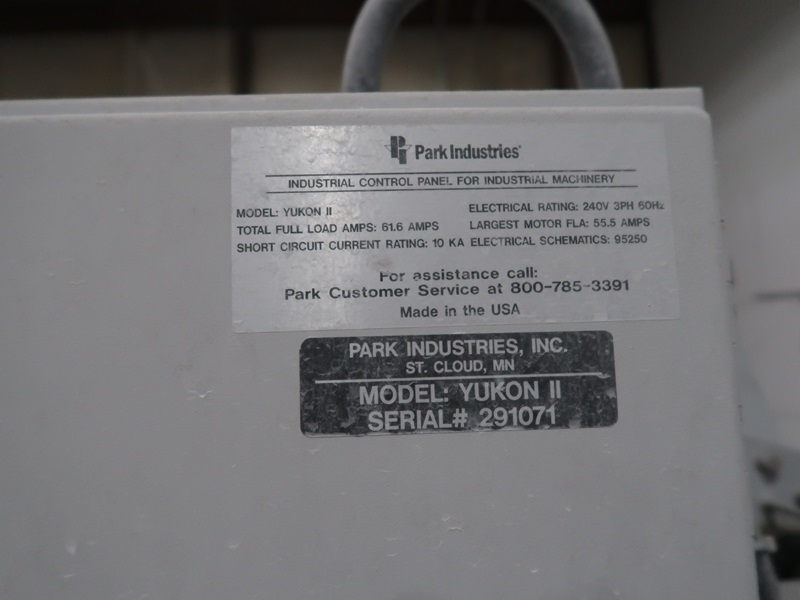 PI Park Industries
INDUSTRIAL CONTROL PANEL FOR INDUSTRIAL MACHINERY
MODEL: YUKON II ELECTRICAL RATING: 240V 3PH 60Hz
TOTAL FULL LOAD AMPS: 61.6 AMPS LARGEST MOTOR FLA: 55.5 AMPS
SHORT CIRCUIT CURRENT RATING: 10 KA ELECTRICAL SCHEMATICS: 95250
For assistance call:
Park Customer Service at 800-785-3391
Made in the USA
PARK INDUSTRIES, INC.
ST. CLOUD, MN
MODEL: YUKON II
SERIAL# 291071